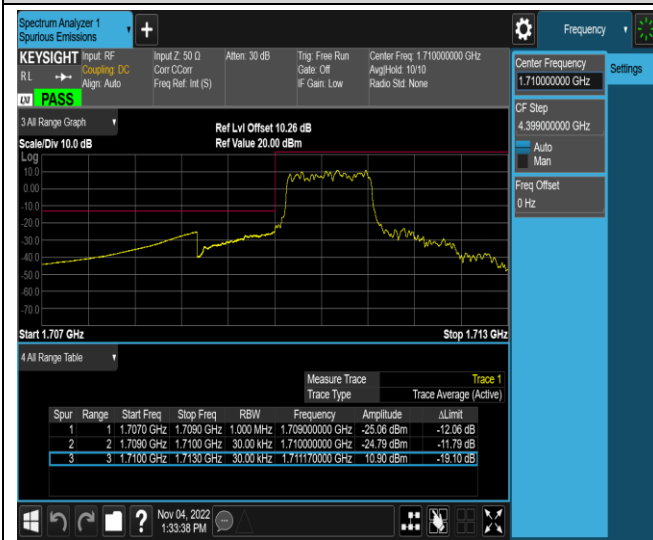 Spectrum Analyzer 1
Spurious Emissions
Frequency
KEYSIGHT Input: RF Input Z: 50 Ω Atten: 30 dB Trig: Free Run Center Freq: 1.710000000 GHz
RL Coupling: DC Corr CCorr Gate: Off Avg|Hold: 10/10
Align: Auto Freq Ref: Int (S) IF Gain: Low Radio Std: None
LXI PASS
Center Frequency
1.710000000 GHz
Settings
CF Step
4.399000000 GHz
Auto
Man
Freq Offset
0 Hz
3 All Range Graph
Ref Lvl Offset 10.26 dB
Scale/Div 10.0 dB Ref Value 20.00 dBm
Log
10.0
0.00
-10.0
-20.0
-30.0
-40.0
-50.0
-60.0
-70.0
Start 1.707 GHz Stop 1.713 GHz
4 All Range Table
Measure Trace Trace 1
Trace Type Trace Average (Active)
Spur Range Start Freq Stop Freq RBW Frequency Amplitude ΔLimit
1 1 1.7070 GHz 1.7090 GHz 1.000 MHz 1.709000000 GHz -25.06 dBm -12.06 dB
2 2 1.7090 GHz 1.7100 GHz 30.00 kHz 1.710000000 GHz -24.79 dBm -11.79 dB
3 3 1.7100 GHz 1.7130 GHz 30.00 kHz 1.711170000 GHz 10.90 dBm -19.10 dB
Nov 04, 2022
1:33:38 PM